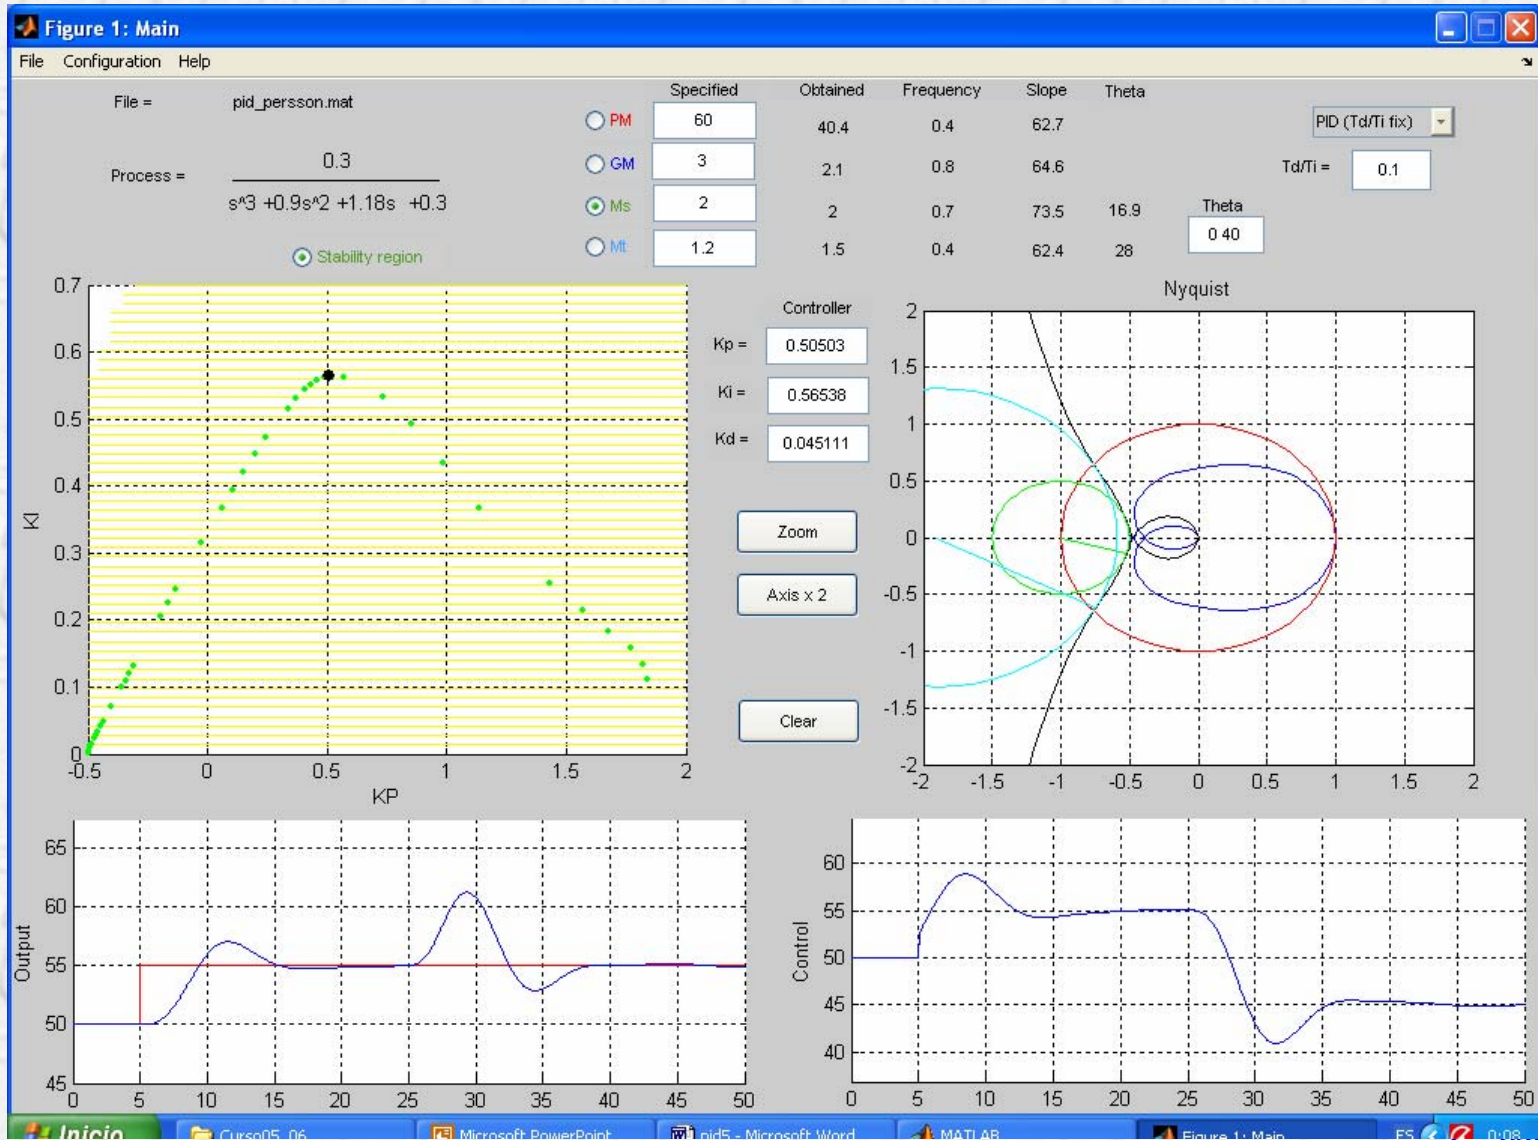 Figure 1: Main
File Configuration Help
File = pid_persson.mat
Process = 0.3
s^3 +0.9s^2 +1.18s +0.3
Stability region
Specified Obtained Frequency Slope Theta
PM 60 40.4 0.4 62.7
GM 3 2.1 0.8 64.6
Ms 2 2 0.7 73.5 16.9
Mt 1.2 1.5 0.4 62.4 28
PID (Td/Ti fix)
Td/Ti = 0.1
Theta
0 40
0.7
0.6
0.5
0.4
0.3
0.2
0.1
0
KI
-0.5 0 0.5 1 1.5 2
KP
Controller
Kp = 0.50503
Ki = 0.56538
Kd = 0.045111
Zoom
Axis x 2
Clear
Nyquist
2
1.5
1
0.5
0
-0.5
-1
-1.5
-2
-2 -1.5 -1 -0.5 0 0.5 1 1.5 2
65
60
55
50
45
Output
0 5 10 15 20 25 30 35 40 45 50
60
55
50
45
40
Control
0 5 10 15 20 25 30 35 40 45 50
Inicio Curso05_06 Microsoft PowerPoint pid5 - Microsoft Word MATLAB Figure 1: Main ES 0:08